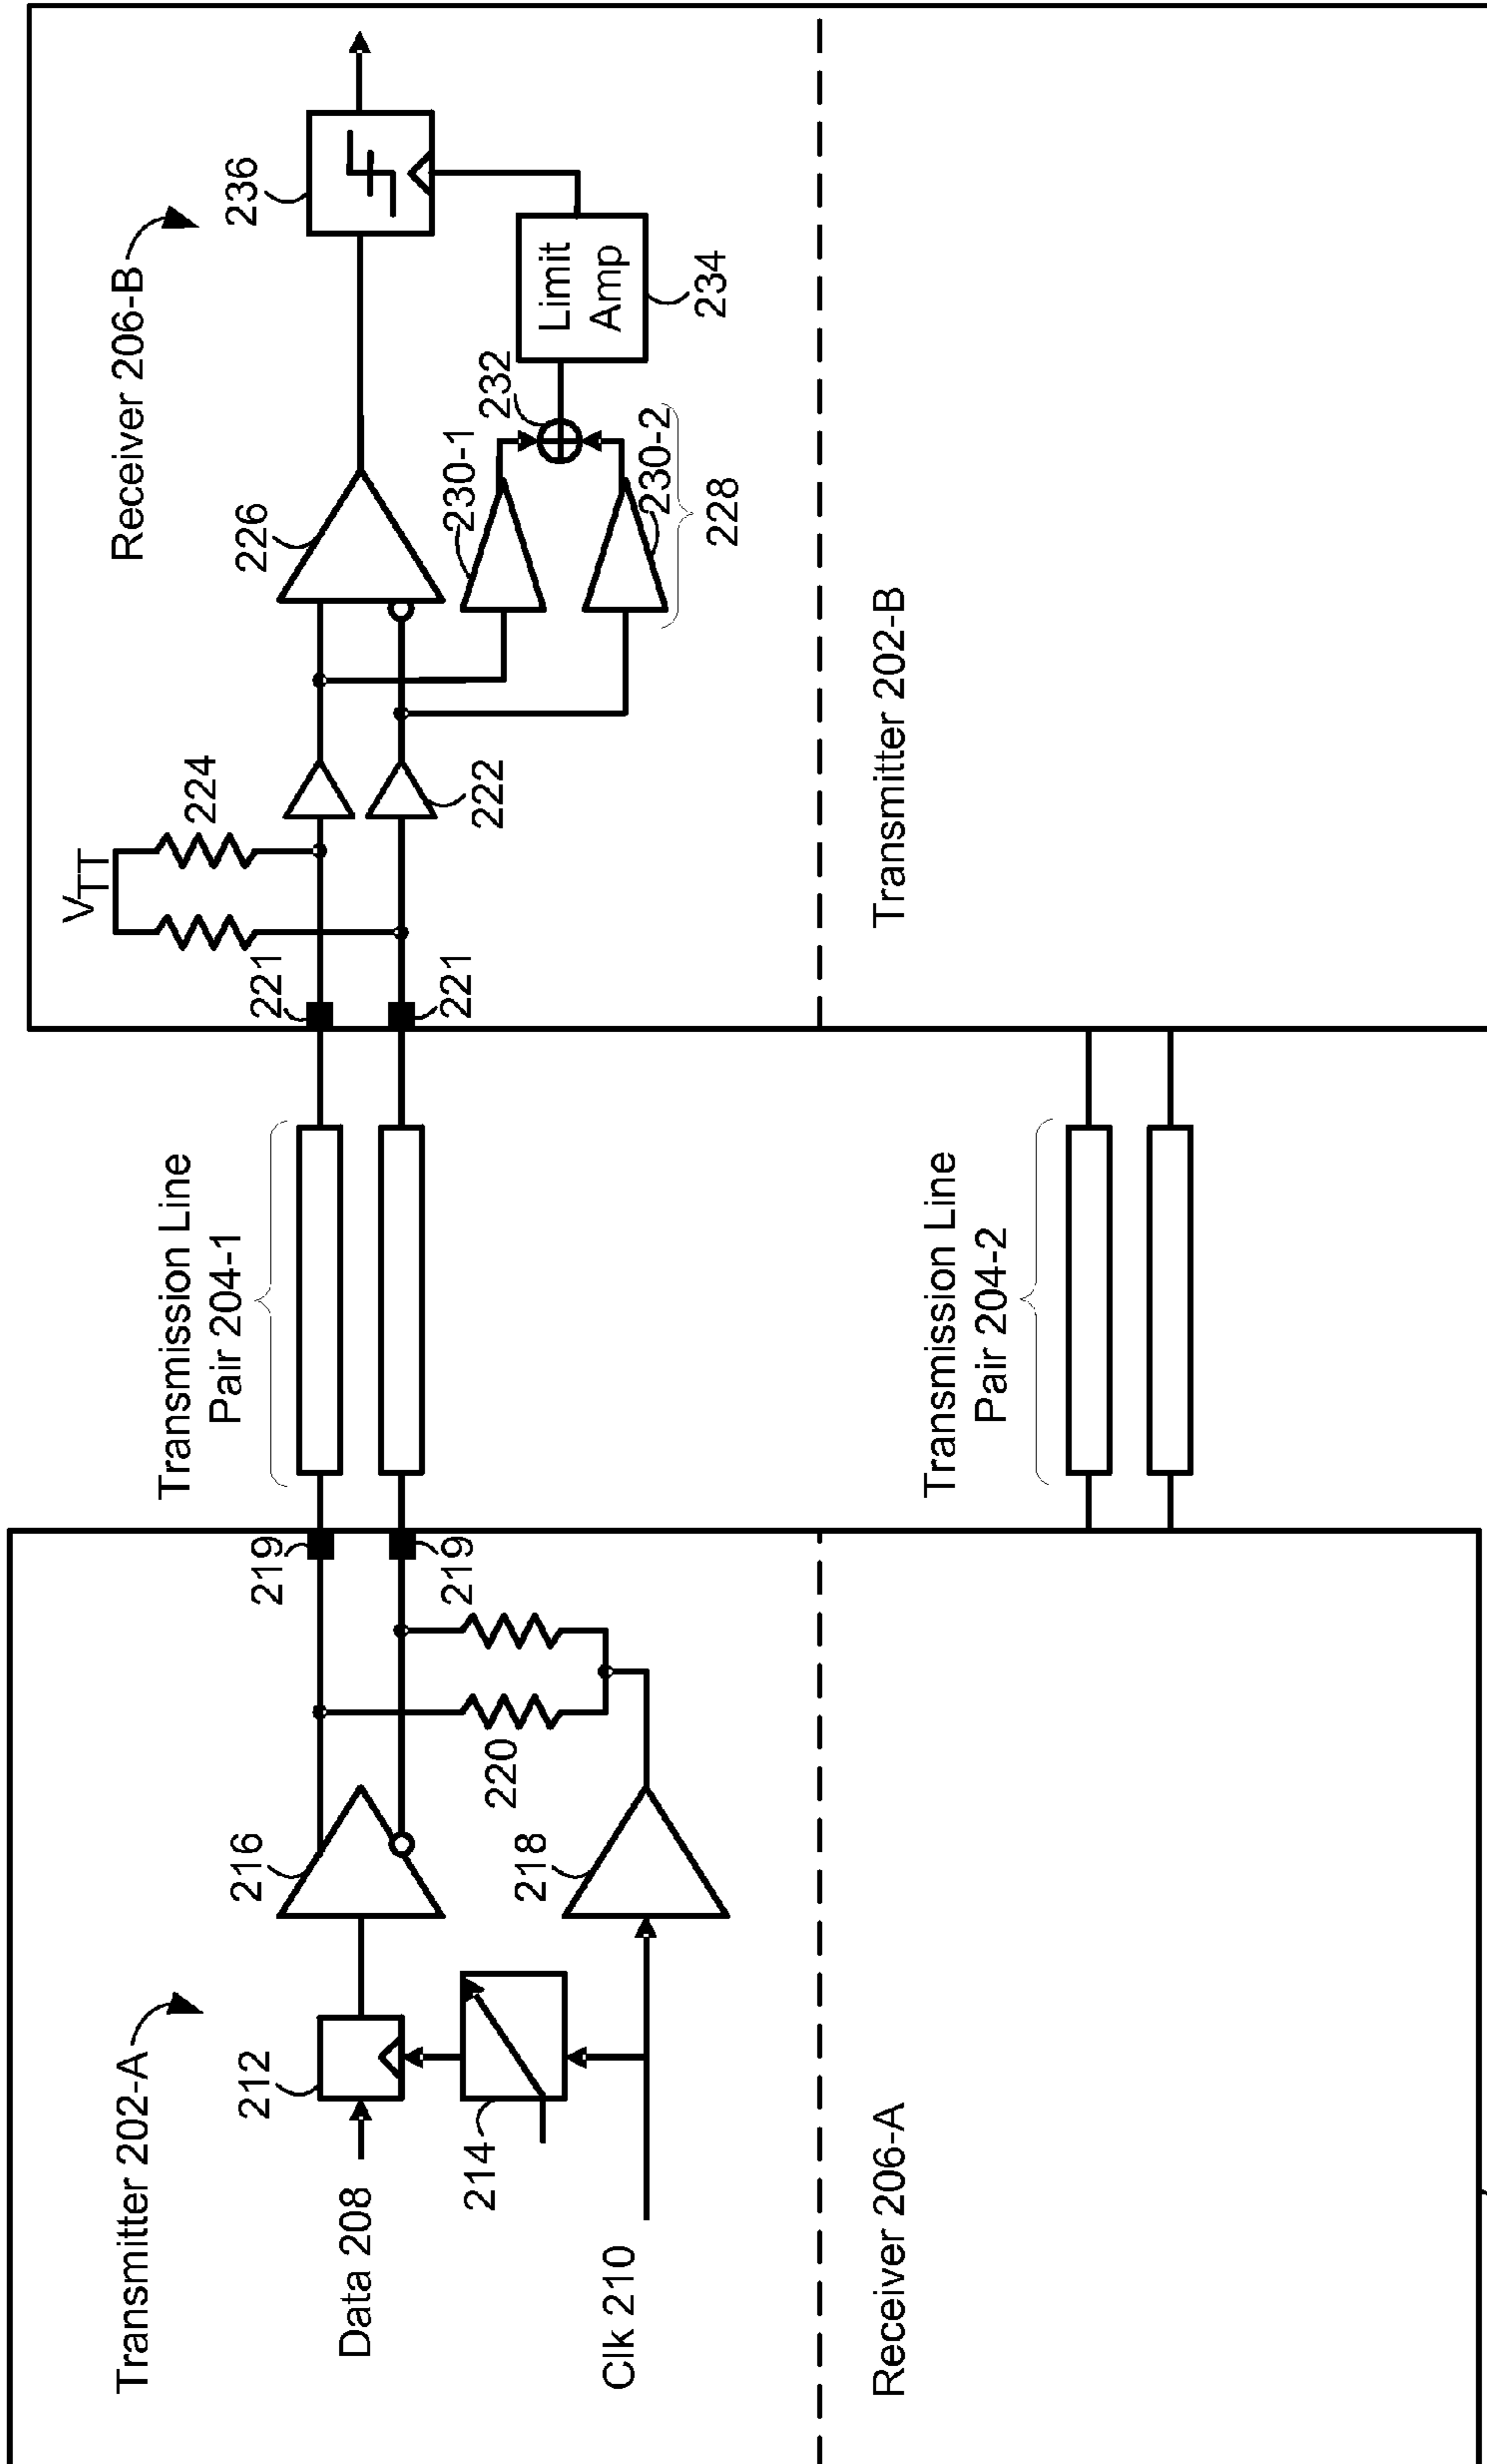 Transmitter 202-A
212
216
Data 208
214
218
220
Clk 210
219
219
Receiver 206-A
Transmission Line
Pair 204-1
Transmission Line
Pair 204-2
Receiver 206-B
VTT
224
221
221
222
226
230-1
230-2
228
232
Limit
Amp
234
236
Transmitter 202-B